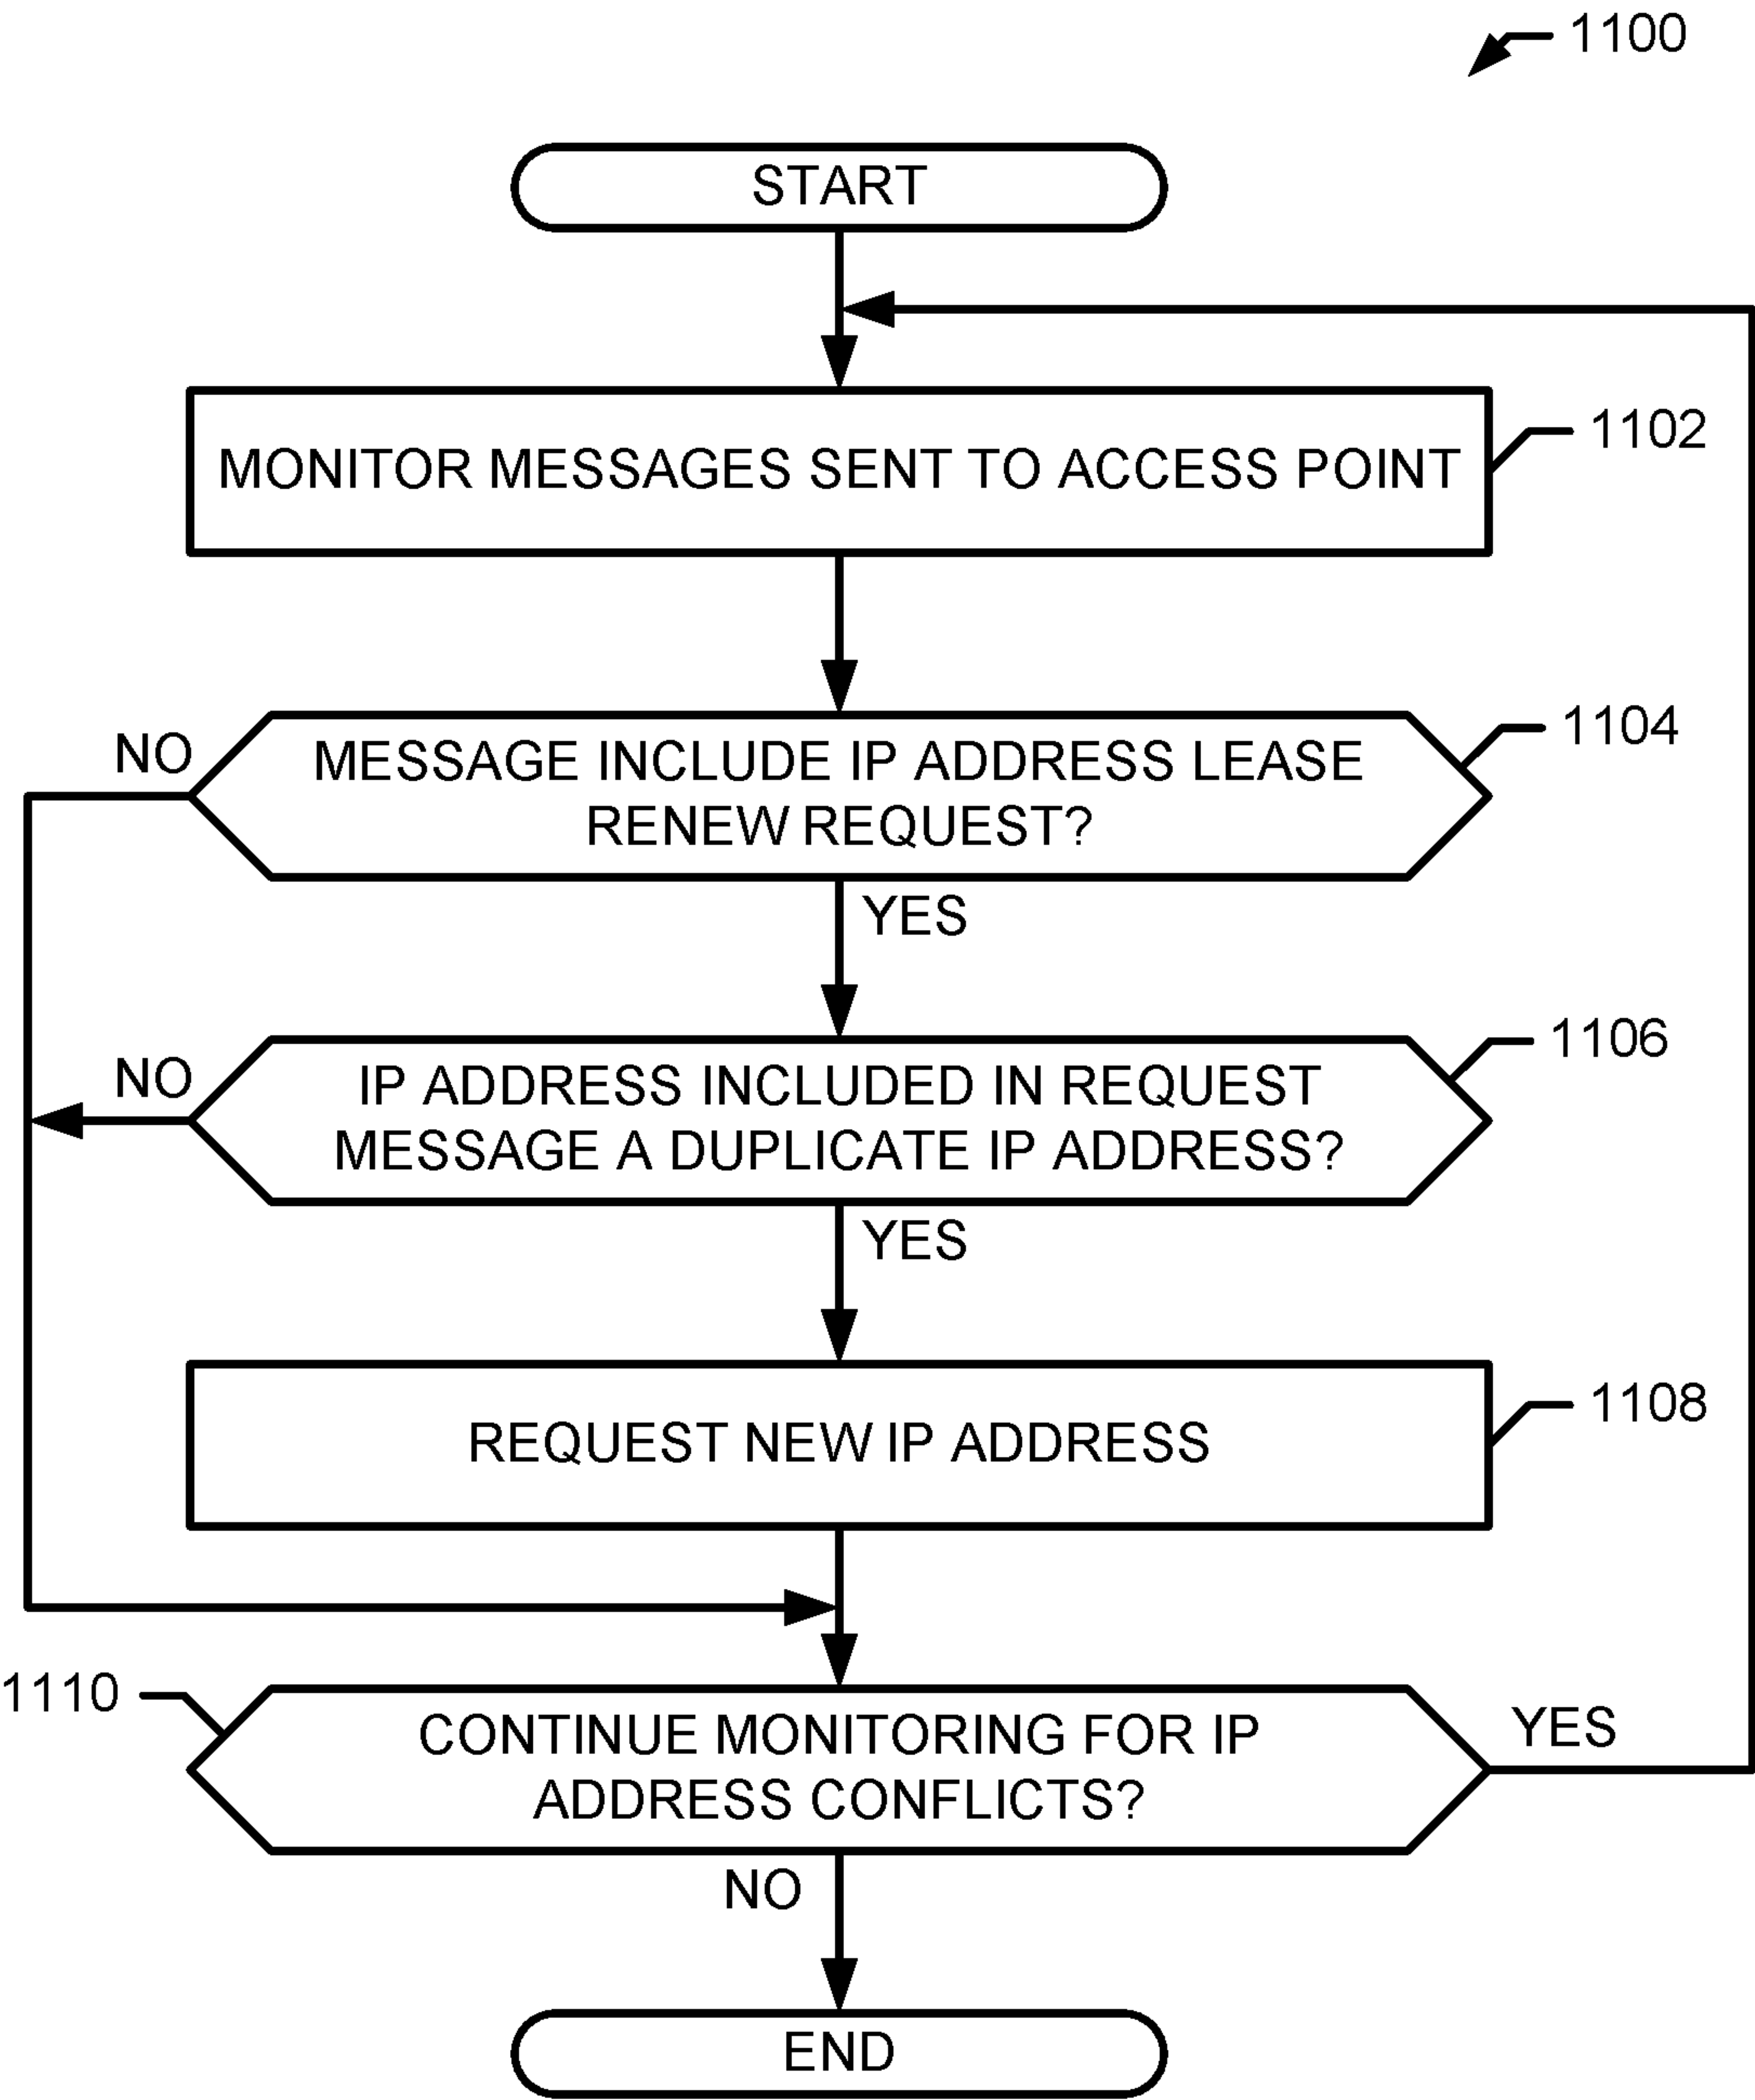 1100
START
MONITOR MESSAGES SENT TO ACCESS POINT
1102
1104
NO
MESSAGE INCLUDE IP ADDRESS LEASE
RENEW REQUEST?
YES
1106
NO
IP ADDRESS INCLUDED IN REQUEST
MESSAGE A DUPLICATE IP ADDRESS?
YES
1108
REQUEST NEW IP ADDRESS
1110
CONTINUE MONITORING FOR IP
ADDRESS CONFLICTS?
YES
NO
END